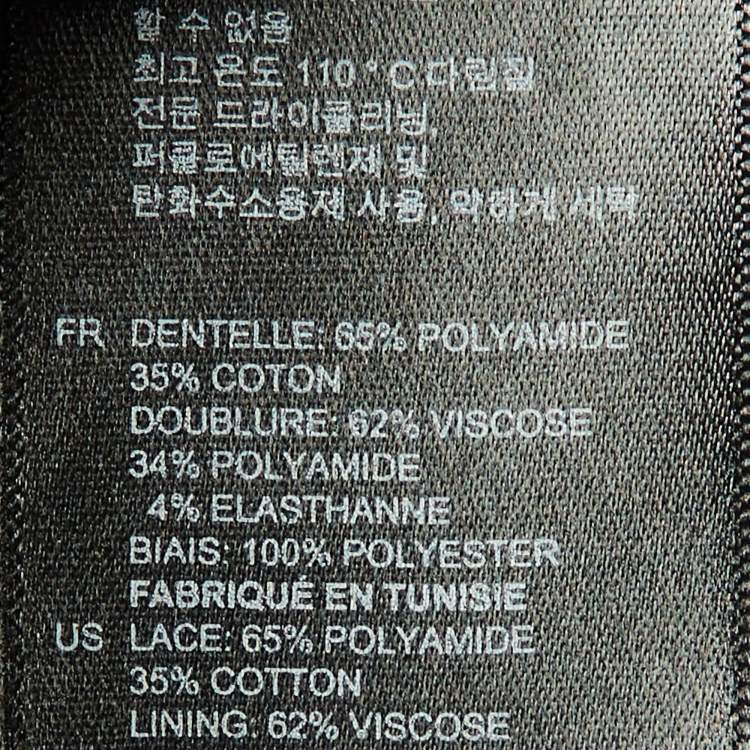 할 수 없음
최고 온도 110°C 다림질
전문 드라이클리닝,
퍼클로에틸렌제 및
탄화수소용제 사용, 약하게 세탁
FR DENTELLE: 65% POLYAMIDE
35% COTON
DOUBLURE: 62% VISCOSE
34% POLYAMIDE
4% ELASTHANNE
BIAIS: 100% POLYESTER
FABRIQUÉ EN TUNISIE
US LACE: 65% POLYAMIDE
35% COTTON
LINING: 62% VISCOSE